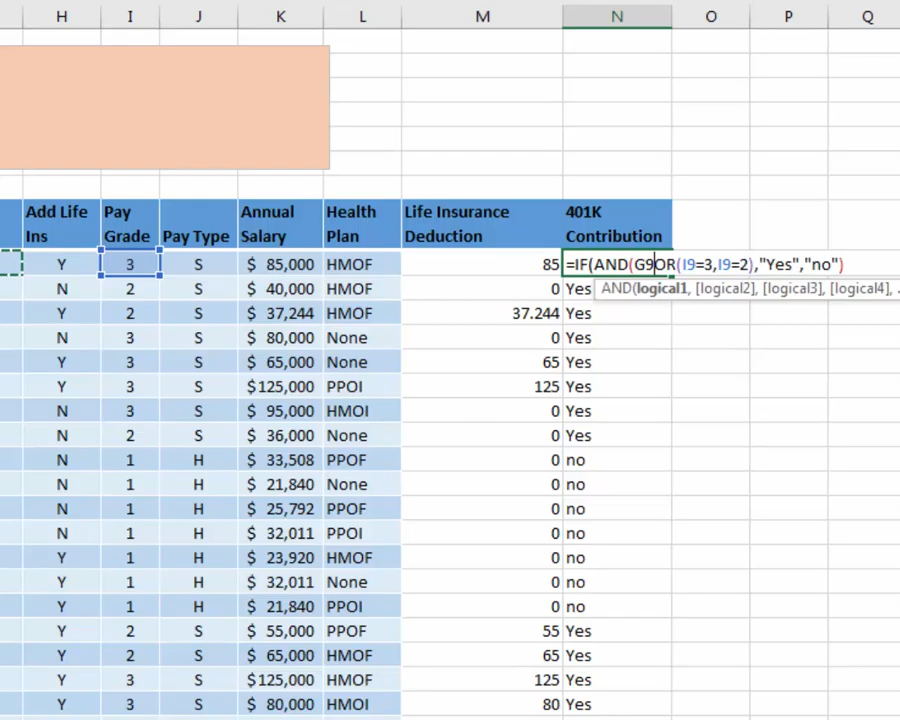 H I J K L M N O P Q
Add Life Ins Pay Grade Pay Type Annual Salary Health Plan Life Insurance Deduction 401K Contribution
Y 3 S $ 85,000 HMOF 85 =IF(AND(G9OR(I9=3,I9=2),"Yes","no")
N 2 S $ 40,000 HMOF 0 Yes AND(logical1, [logical2], [logical3], [logical4], .
Y 2 S $ 37,244 HMOF 37.244 Yes
N 3 S $ 80,000 None 0 Yes
Y 3 S $ 65,000 None 65 Yes
Y 3 S $125,000 PPOI 125 Yes
N 3 S $ 95,000 HMOI 0 Yes
N 2 S $ 36,000 None 0 Yes
N 1 H $ 33,508 PPOF 0 no
N 1 H $ 21,840 None 0 no
N 1 H $ 25,792 PPOF 0 no
N 1 H $ 32,011 PPOI 0 no
Y 1 H $ 23,920 HMOF 0 no
Y 1 H $ 32,011 None 0 no
Y 1 H $ 21,840 PPOI 0 no
Y 2 S $ 55,000 PPOF 55 Yes
Y 2 S $ 65,000 HMOF 65 Yes
Y 3 S $125,000 HMOF 125 Yes
Y 3 S $ 80,000 HMOI 80 Yes